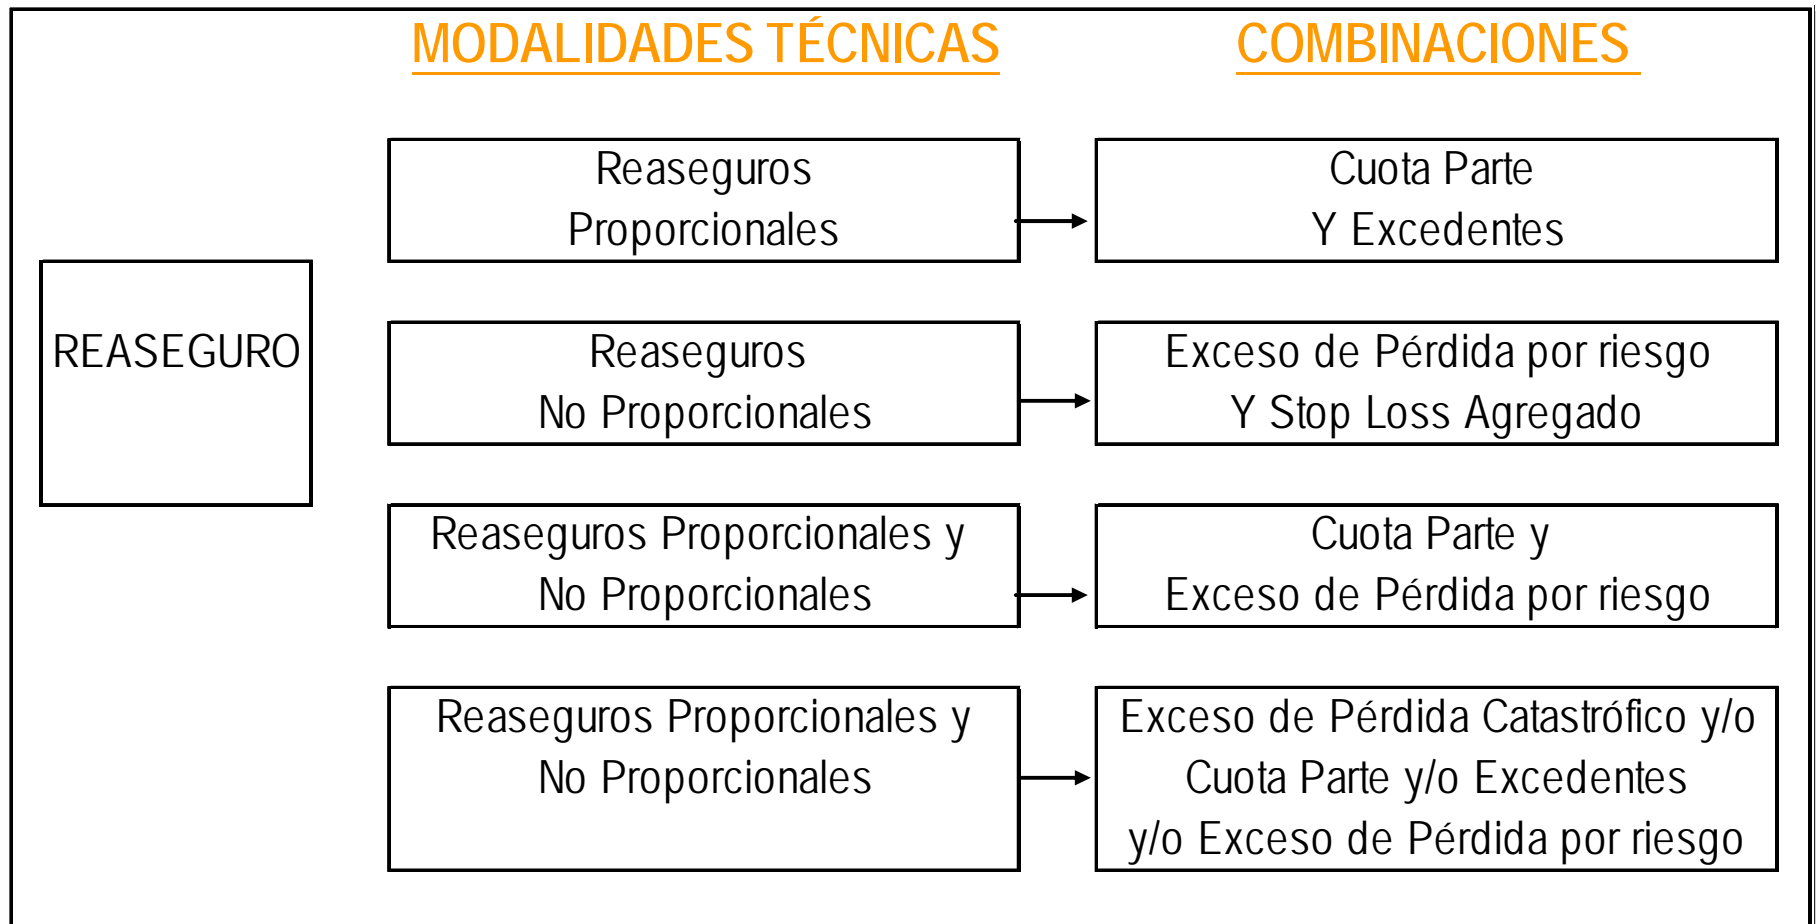 MODALIDADES TÉCNICAS
COMBINACIONES
REASEGURO
Reaseguros
Proporcionales
Cuota Parte
Y Excedentes
Reaseguros
No Proporcionales
Exceso de Pérdida por riesgo
Y Stop Loss Agregado
Reaseguros Proporcionales y
No Proporcionales
Cuota Parte y
Exceso de Pérdida por riesgo
Reaseguros Proporcionales y
No Proporcionales
Exceso de Pérdida Catastrófico y/o
Cuota Parte y/o Excedentes
y/o Exceso de Pérdida por riesgo